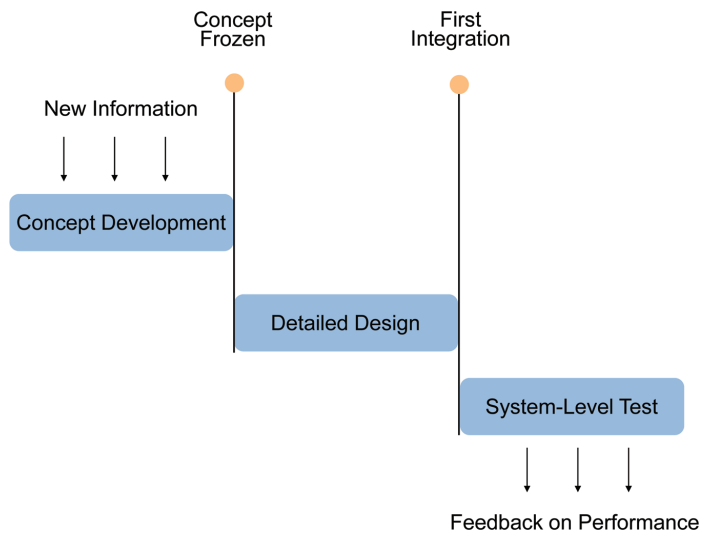 Concept
Frozen
First
Integration
New Information
Concept Development
Detailed Design
System-Level Test
Feedback on Performance